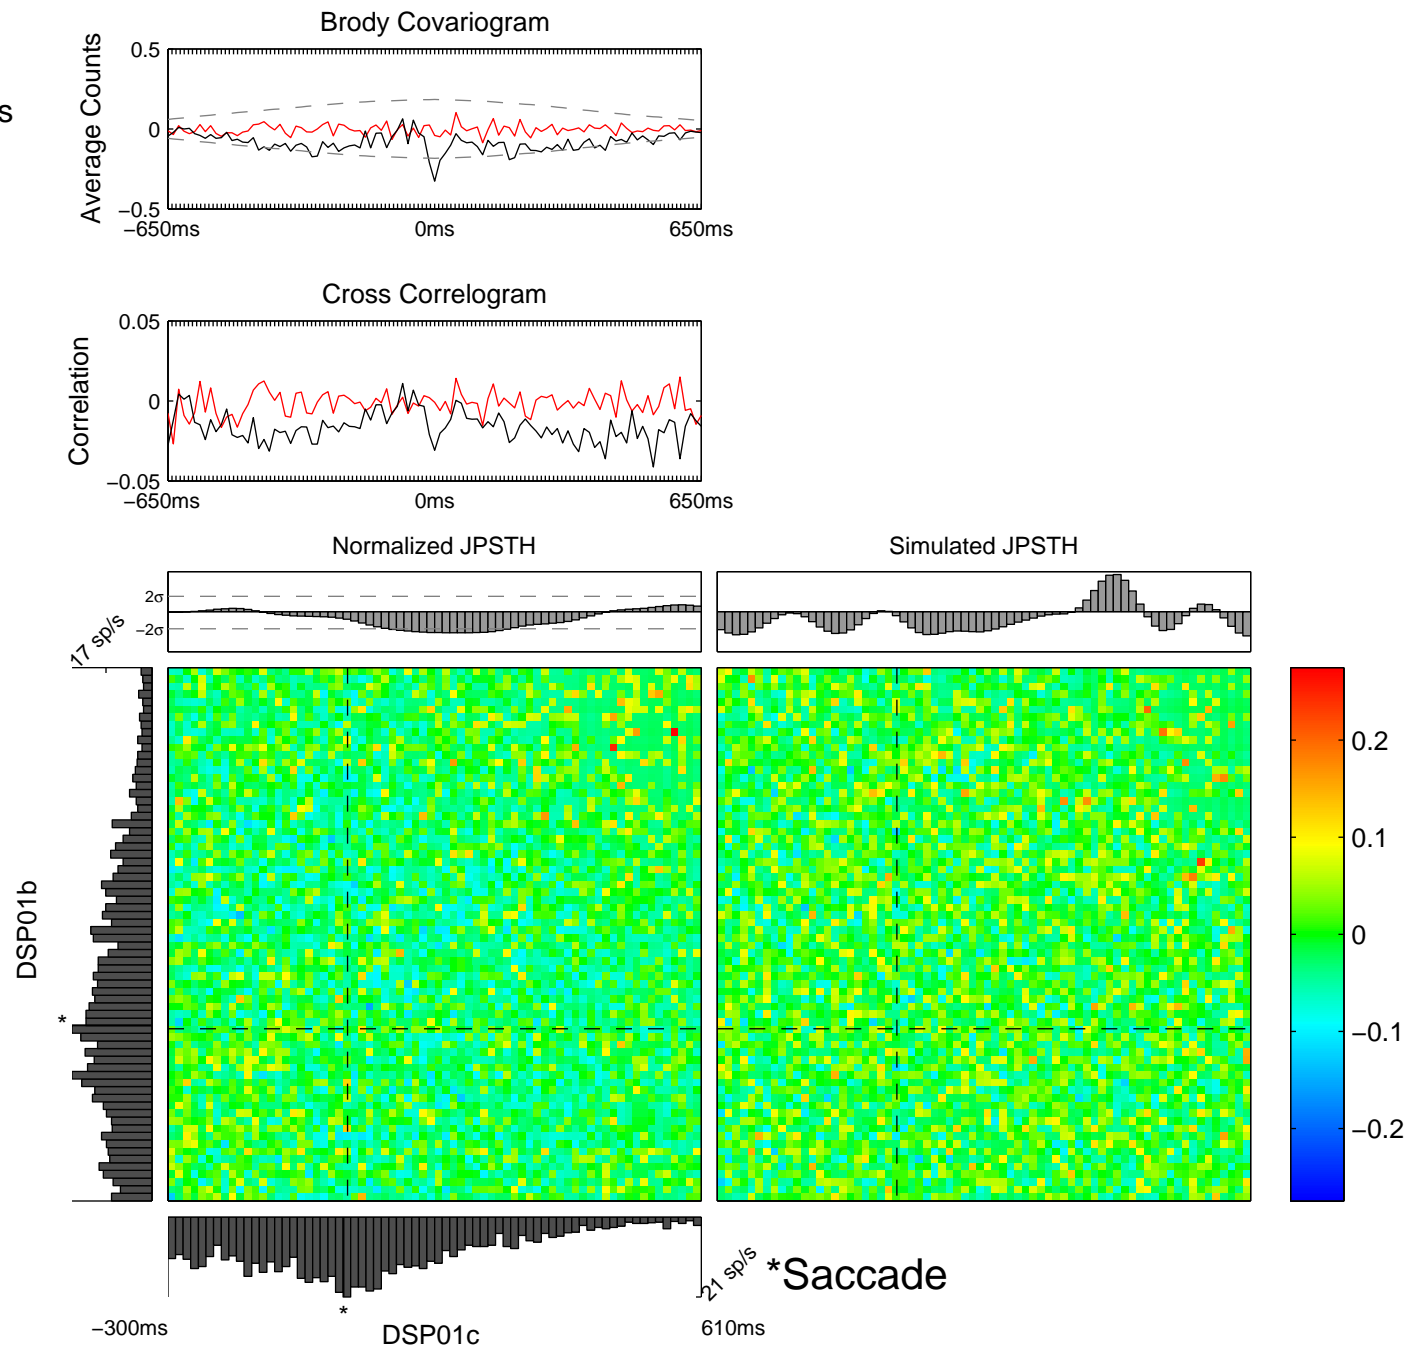 Brody Covariogram
s
Average Counts
0.5
0
−0.5
−650ms
0ms
650ms
Cross Correlogram
Correlation
0.05
0
−0.05
−650ms
0ms
650ms
Normalized JPSTH
Simulated JPSTH
2σ
−2σ
17 sp/s
DSP01b
*
0.2
0.1
0
−0.1
−0.2
21 sp/s
*Saccade
*
−300ms
DSP01c
610ms